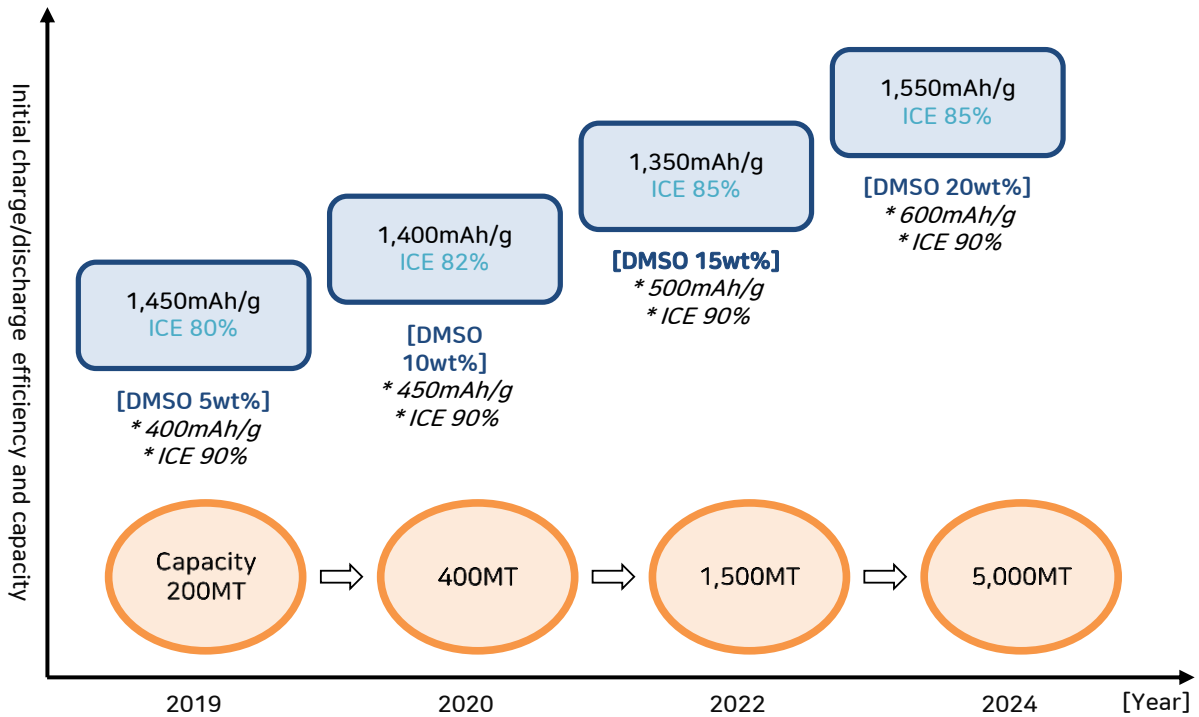 Initial charge/discharge efficiency and capacity
1,450mAh/g
ICE 80%
[DMSO 5wt%]
* 400mAh/g
* ICE 90%
1,400mAh/g
ICE 82%
[DMSO
10wt%]
* 450mAh/g
* ICE 90%
1,350mAh/g
ICE 85%
[DMSO 15wt%]
* 500mAh/g
* ICE 90%
1,550mAh/g
ICE 85%
[DMSO 20wt%]
* 600mAh/g
* ICE 90%
Capacity
200MT
400MT
1,500MT
5,000MT
2019
2020
2022
2024
[Year]